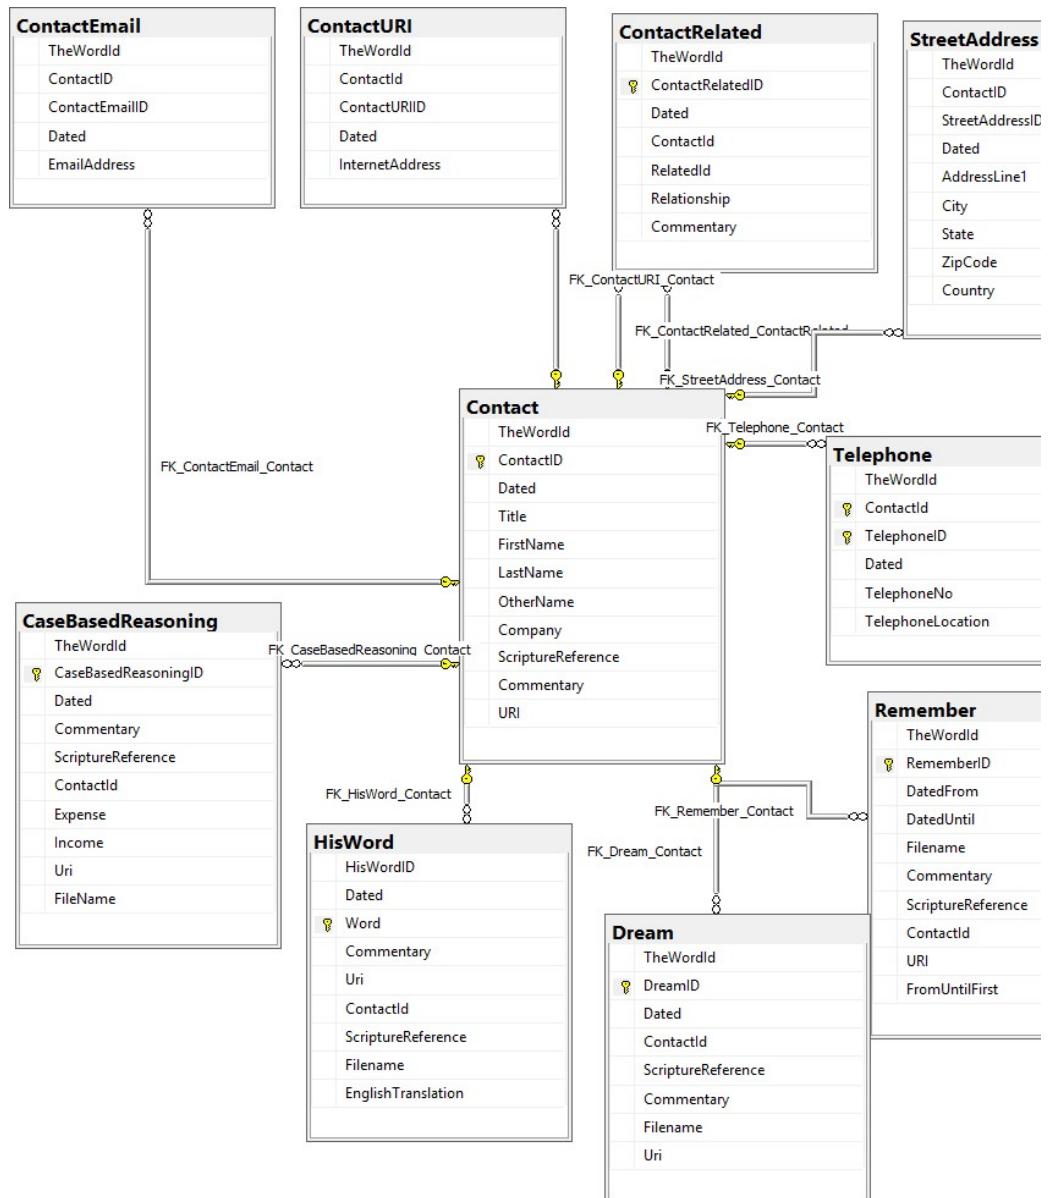 ContactEmail
TheWordId
ContactID
ContactEmailID
Dated
EmailAddress
ContactURI
TheWordId
ContactId
ContactURIID
Dated
InternetAddress
ContactRelated
TheWordId
ContactRelatedID
Dated
ContactId
RelatedId
Relationship
Commentary
StreetAddress
TheWordId
ContactID
StreetAddressID
Dated
AddressLine1
City
State
ZipCode
Country
FK_ContactURI_Contact
FK_ContactRelated_ContactRelated
FK_StreetAddress_Contact
FK_Telephone_Contact
FK_ContactEmail_Contact
Contact
TheWordId
ContactID
Dated
Title
FirstName
LastName
OtherName
Company
ScriptureReference
Commentary
URI
Telephone
TheWordId
ContactId
TelephoneID
Dated
TelephoneNo
TelephoneLocation
CaseBasedReasoning
TheWordId
CaseBasedReasoningID
Dated
Commentary
ScriptureReference
ContactId
Expense
Income
Uri
FileName
FK_CaseBasedReasoning_Contact
Remember
TheWordId
RememberID
DatedFrom
DatedUntil
Filename
Commentary
ScriptureReference
ContactId
URI
FromUntilFirst
FK_HisWord_Contact
FK_Remember_Contact
FK_Dream_Contact
HisWord
HisWordID
Dated
Word
Commentary
Uri
ContactId
ScriptureReference
Filename
EnglishTranslation
Dream
TheWordId
DreamID
Dated
ContactId
ScriptureReference
Commentary
Filename
Uri